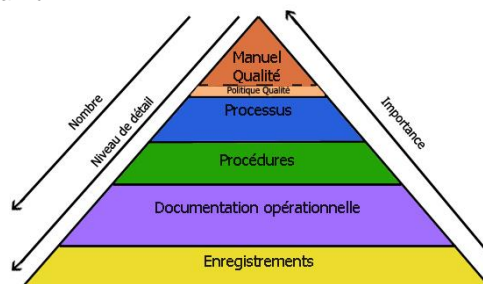 Manuel
Qualité
Politique Qualité
Processus
Procédures
Documentation opérationnelle
Enregistrements
Nombre
Niveau de détail
Importance